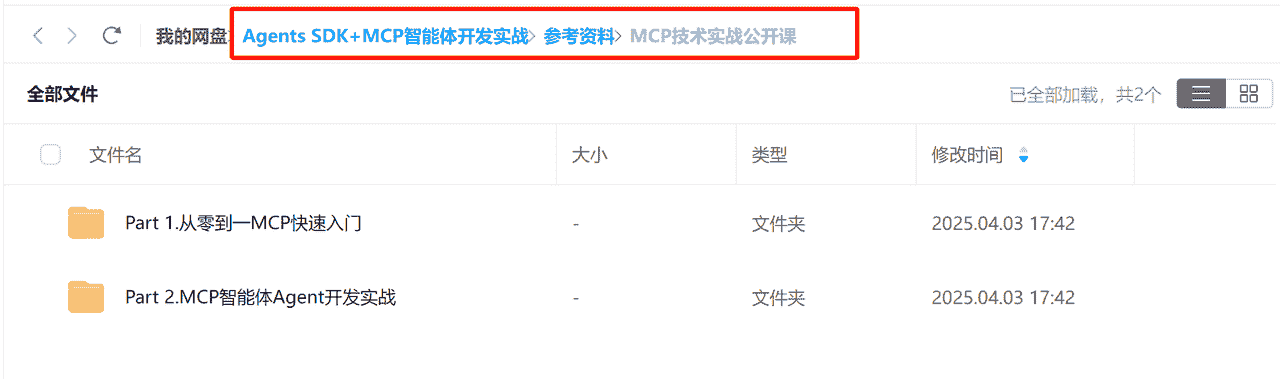 我的网盘 Agents SDK+MCP智能体开发实战> 参考资料> MCP技术实战公开课
全部文件 已全部加载，共2个
文件名 大小 类型 修改时间
Part 1.从零到一MCP快速入门 - 文件夹 2025.04.03 17:42
Part 2.MCP智能体Agent开发实战 - 文件夹 2025.04.03 17:42